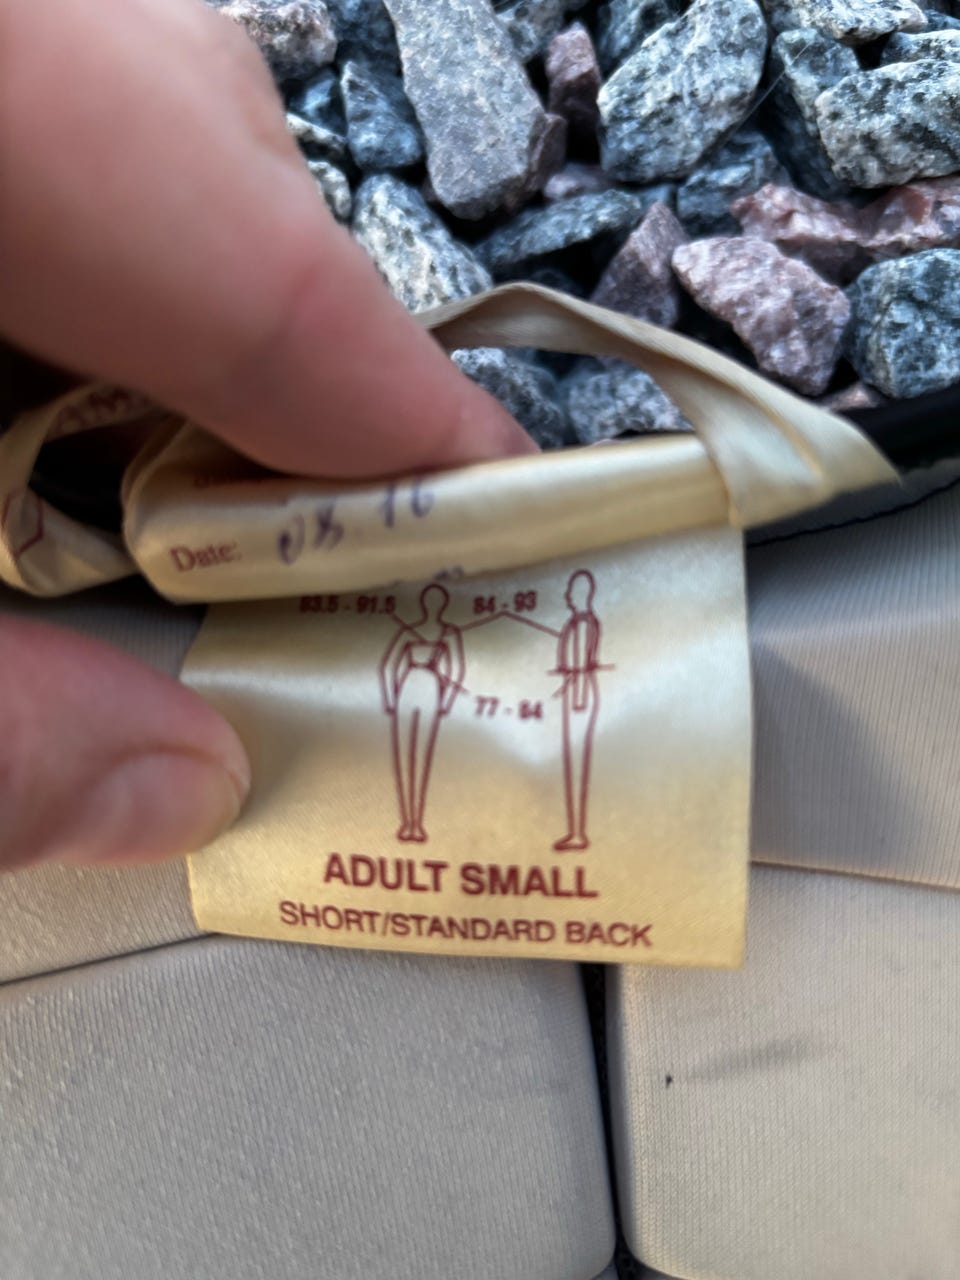 Date: 08.16
83.5 - 91.5
84 - 93
77 - 84
ADULT SMALL
SHORT/STANDARD BACK